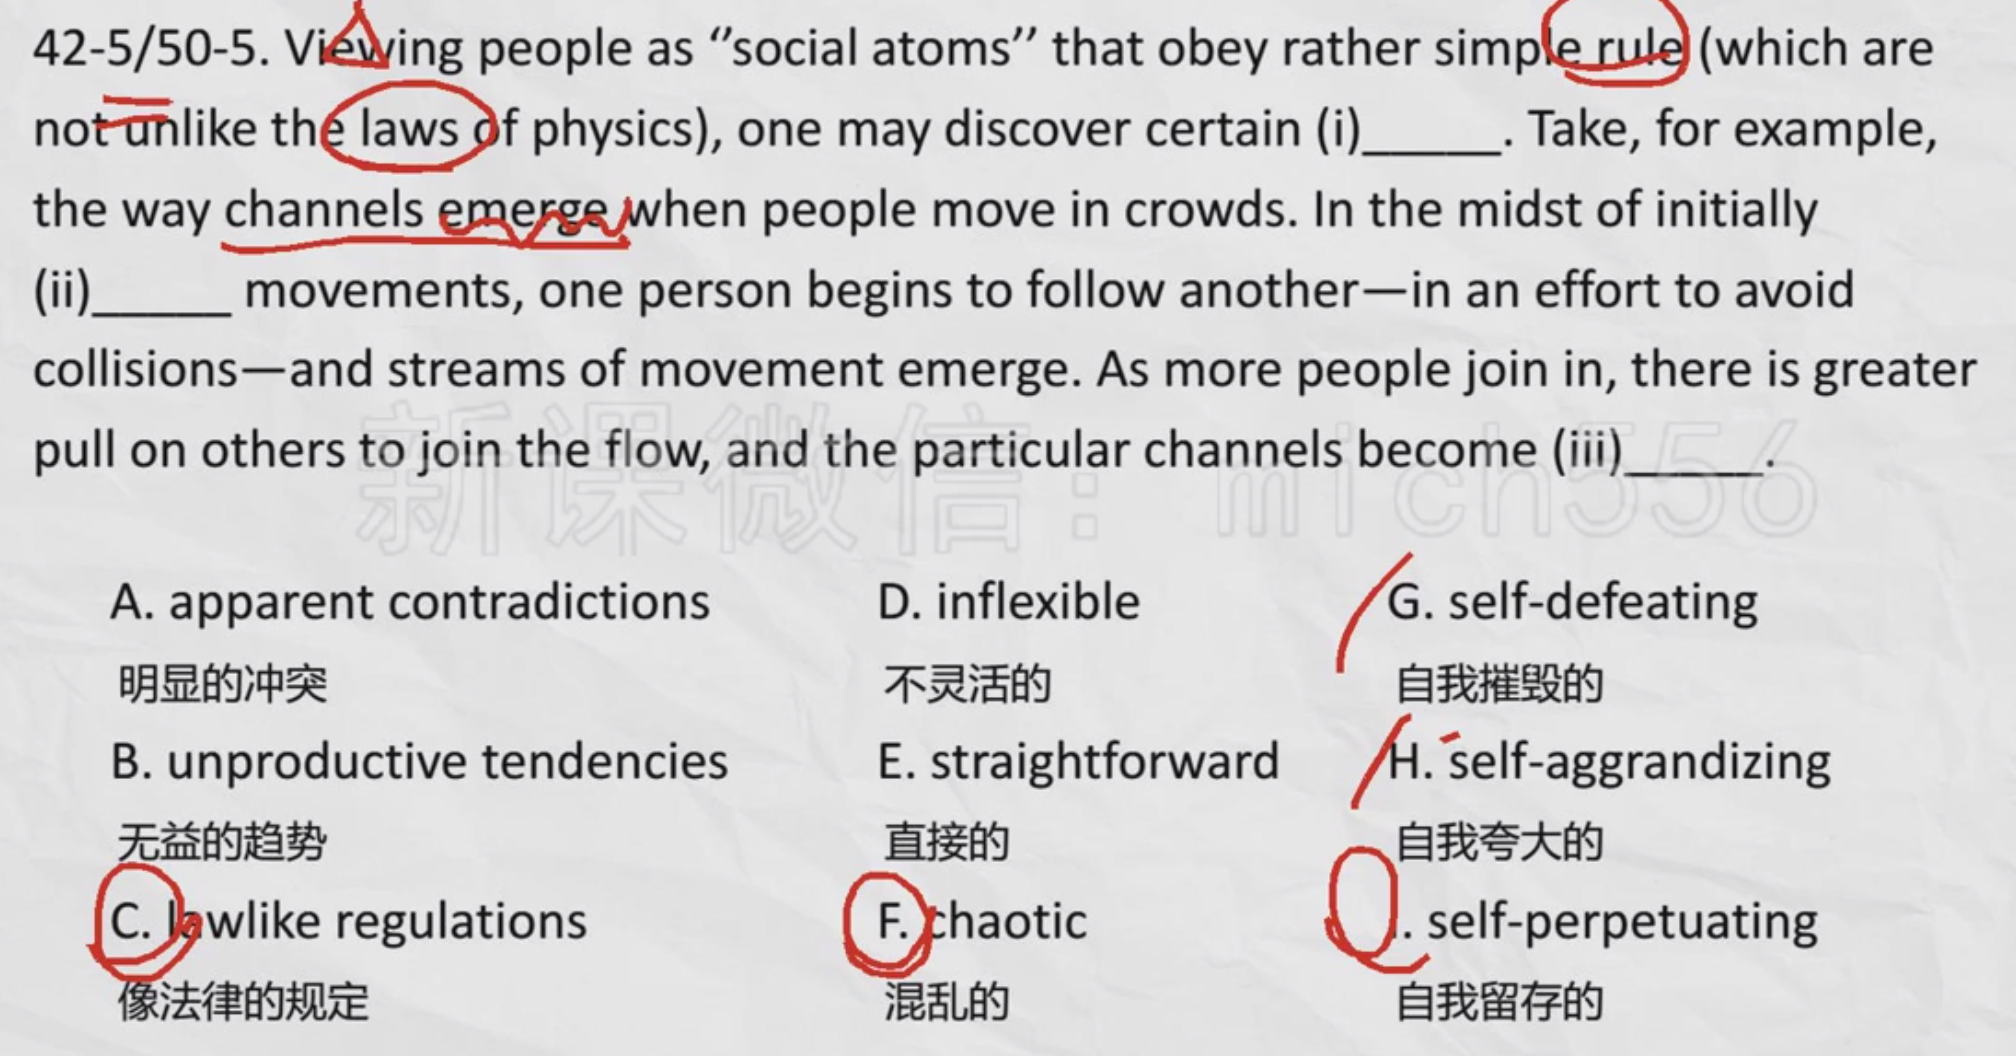 42-5/50-5. Viewing people as ‘’social atoms’’ that obey rather simple rule (which are
not unlike the laws of physics), one may discover certain (i)_____. Take, for example,
the way channels emerge when people move in crowds. In the midst of initially
(ii)_____ movements, one person begins to follow another—in an effort to avoid
collisions—and streams of movement emerge. As more people join in, there is greater
pull on others to join the flow, and the particular channels become (iii)_____.
新课微信：mich556
A. apparent contradictions D. inflexible G. self-defeating
明显的冲突 不灵活的 自我摧毁的
B. unproductive tendencies E. straightforward H. self-aggrandizing
无益的趋势 直接的 自我夸大的
C. lawlike regulations F. chaotic I. self-perpetuating
像法律的规定 混乱的 自我留存的